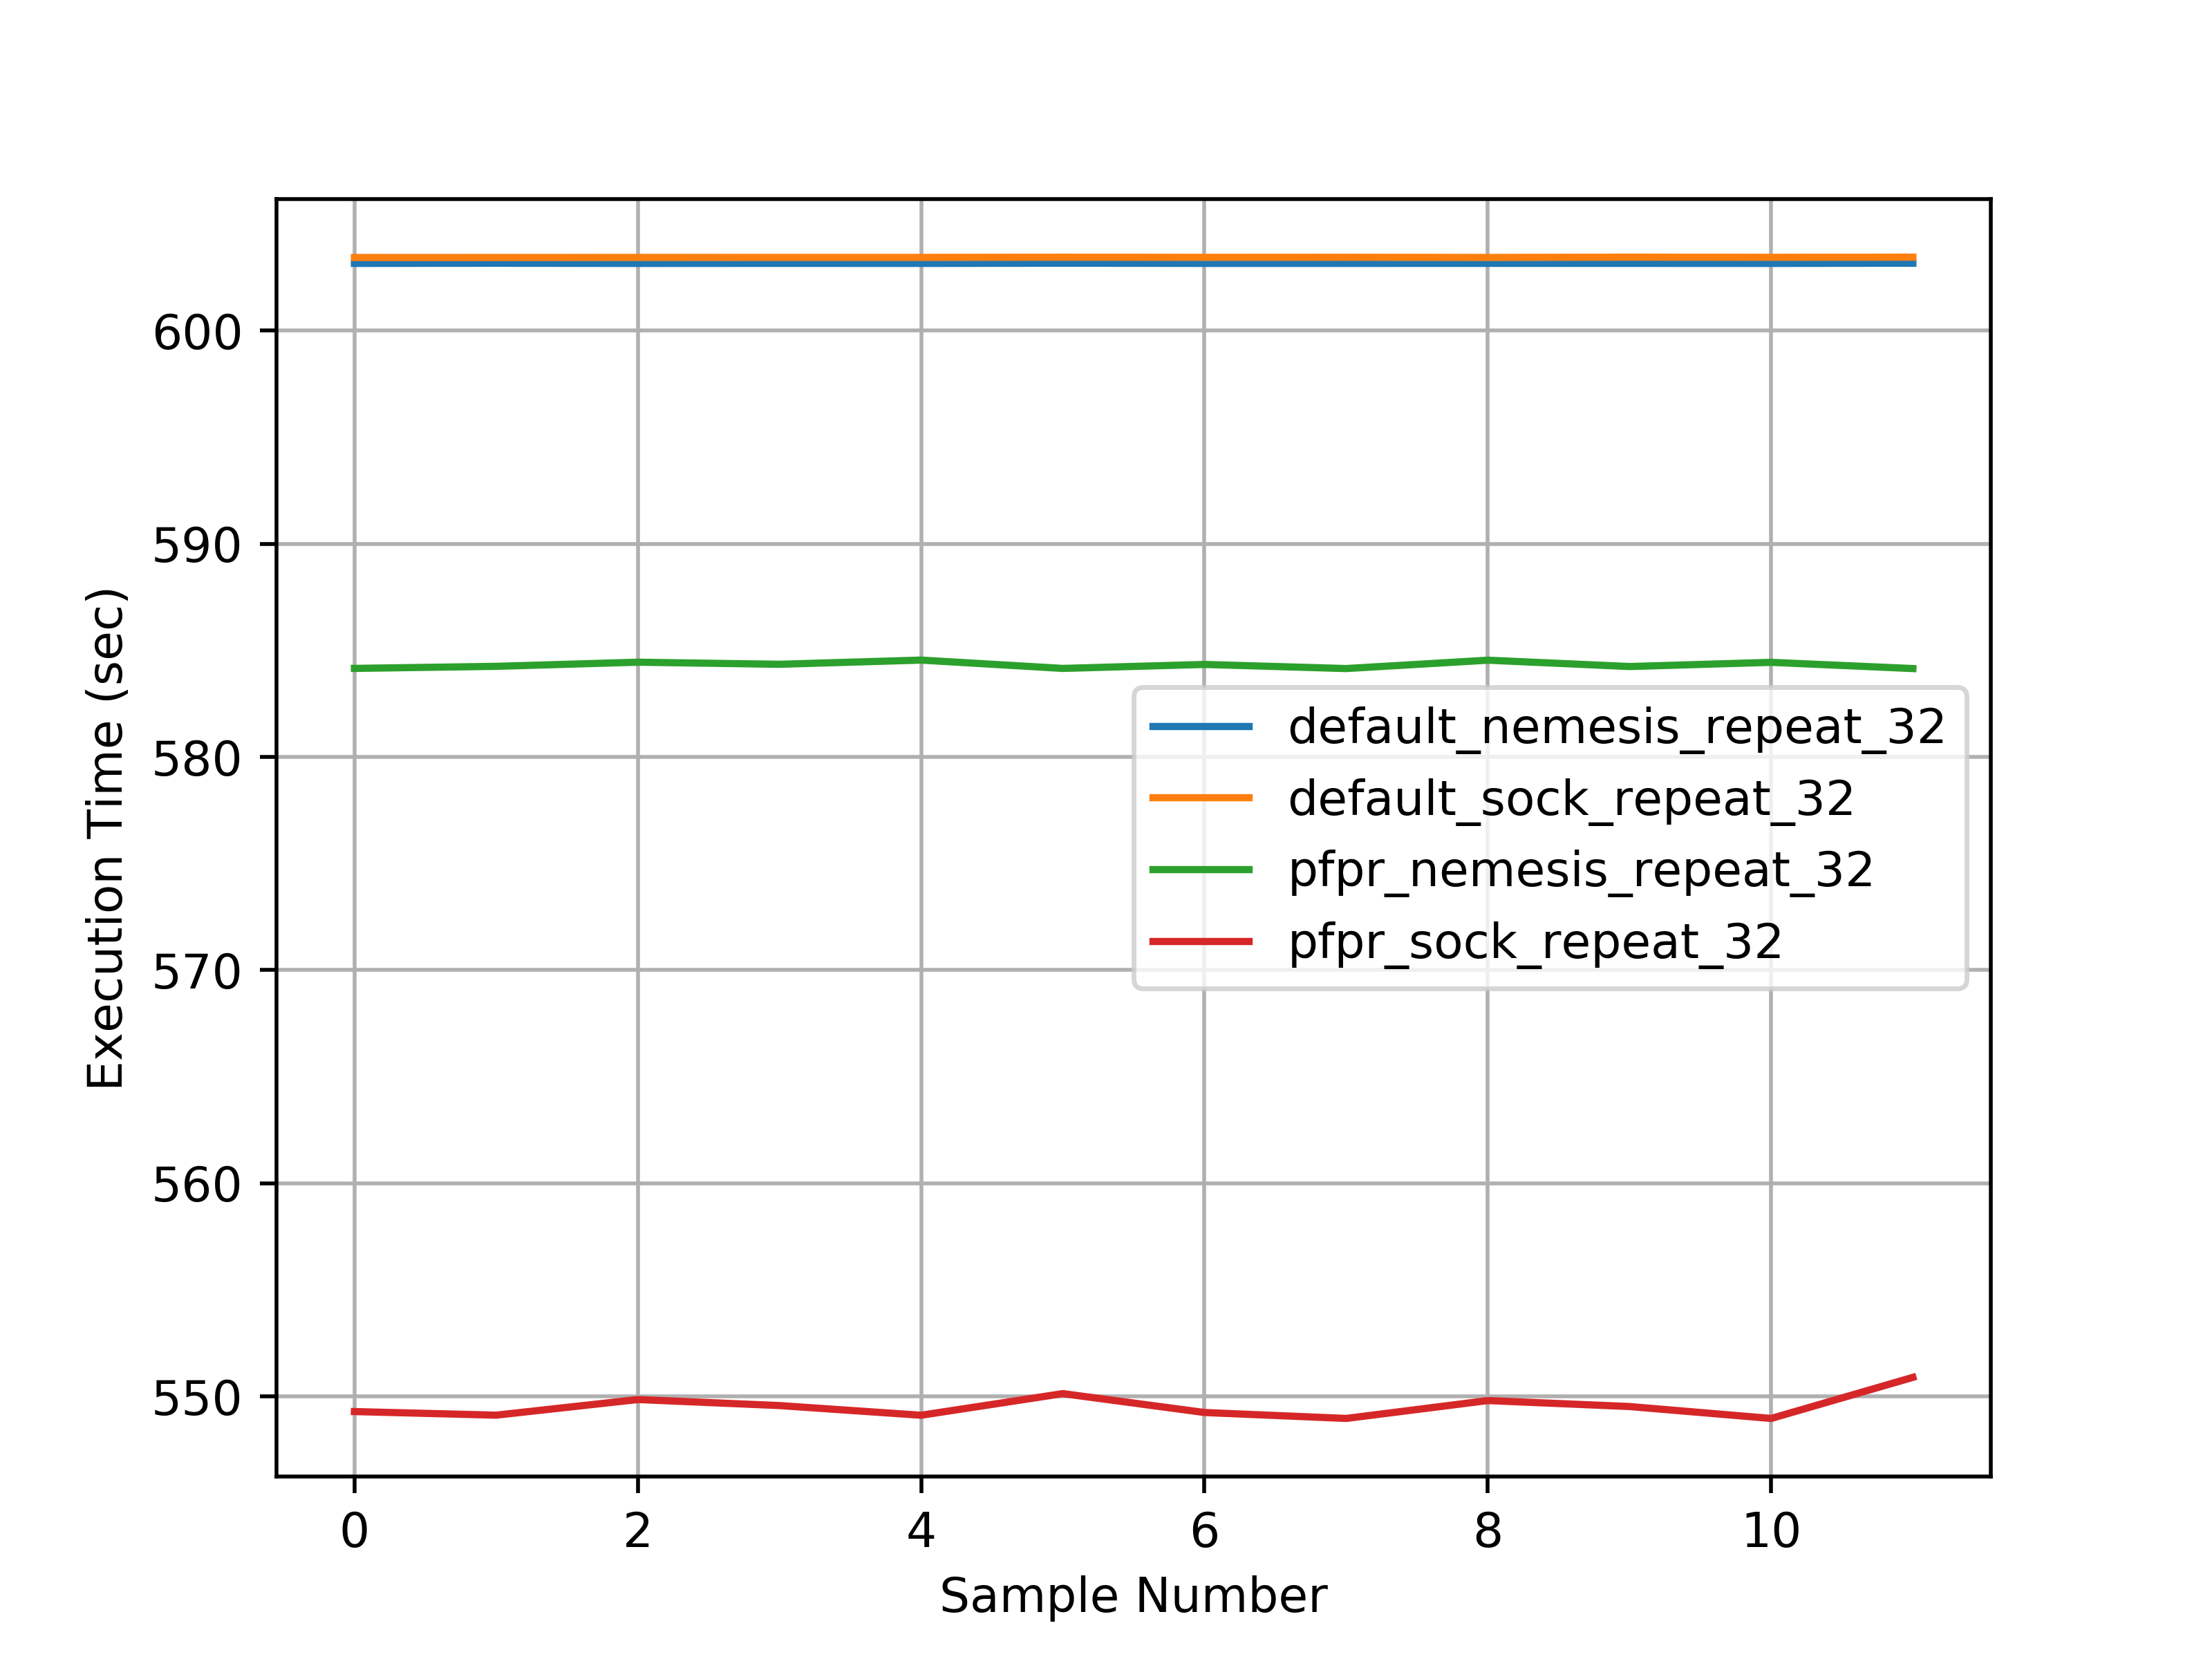 600
590
580
570
560
550
Execution Time (sec)
default_nemesis_repeat_32
default_sock_repeat_32
pfpr_nemesis_repeat_32
pfpr_sock_repeat_32
0 2 4 6 8 10
Sample Number